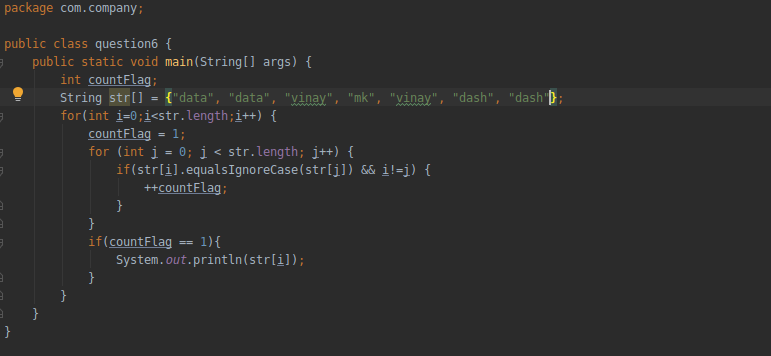 package com.company;
public class question6 {
    public static void main(String[] args) {
        int countFlag;
        String str[] = {"data", "data", "vinay", "mk", "vinay", "dash", "dash"};
        for(int i=0;i<str.length;i++) {
            countFlag = 1;
            for (int j = 0; j < str.length; j++) {
                if(str[i].equalsIgnoreCase(str[j]) && i!=j) {
                    ++countFlag;
                }
            }
            if(countFlag == 1){
                System.out.println(str[i]);
            }
        }
    }
}